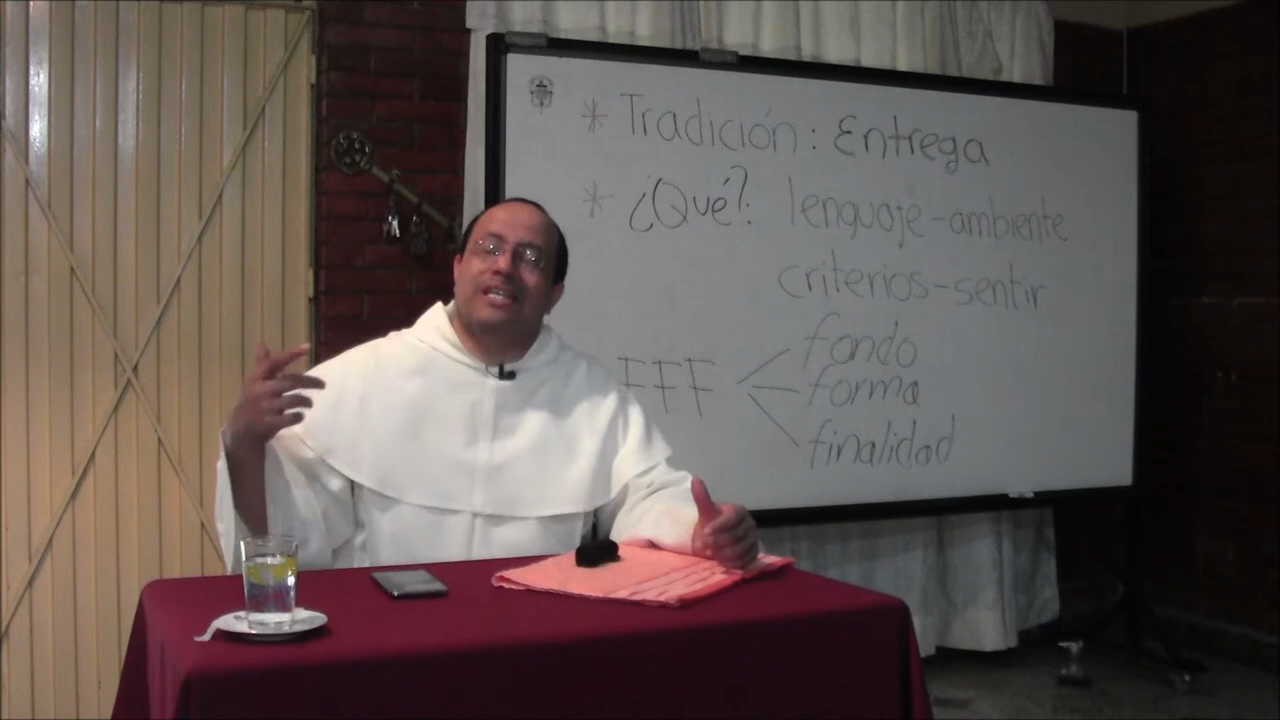 * Tradición: Entrega
* ¿Qué?: lenguaje-ambiente
criterios-sentir
FFF
fondo
forma
finalidad